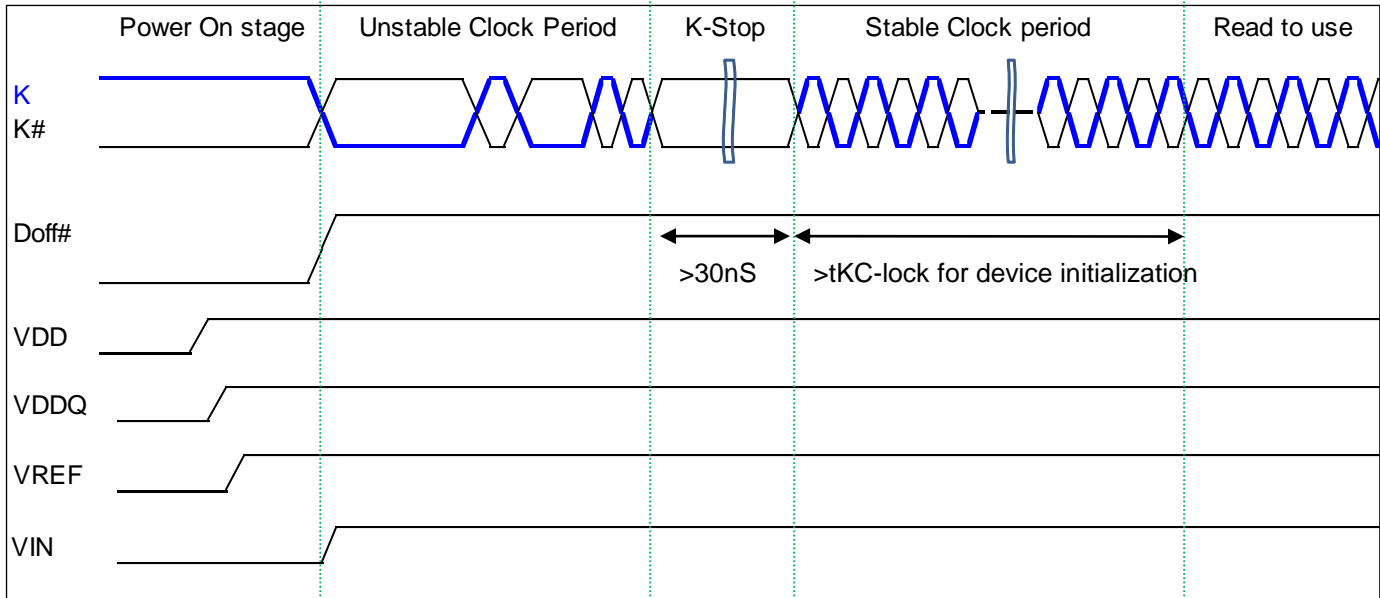 Power On stage
Unstable Clock Period
K-Stop
Stable Clock period
Read to use
K
K#
Doff#
>30nS
>tKC-lock for device initialization
VDD
VDDQ
VREF
VIN